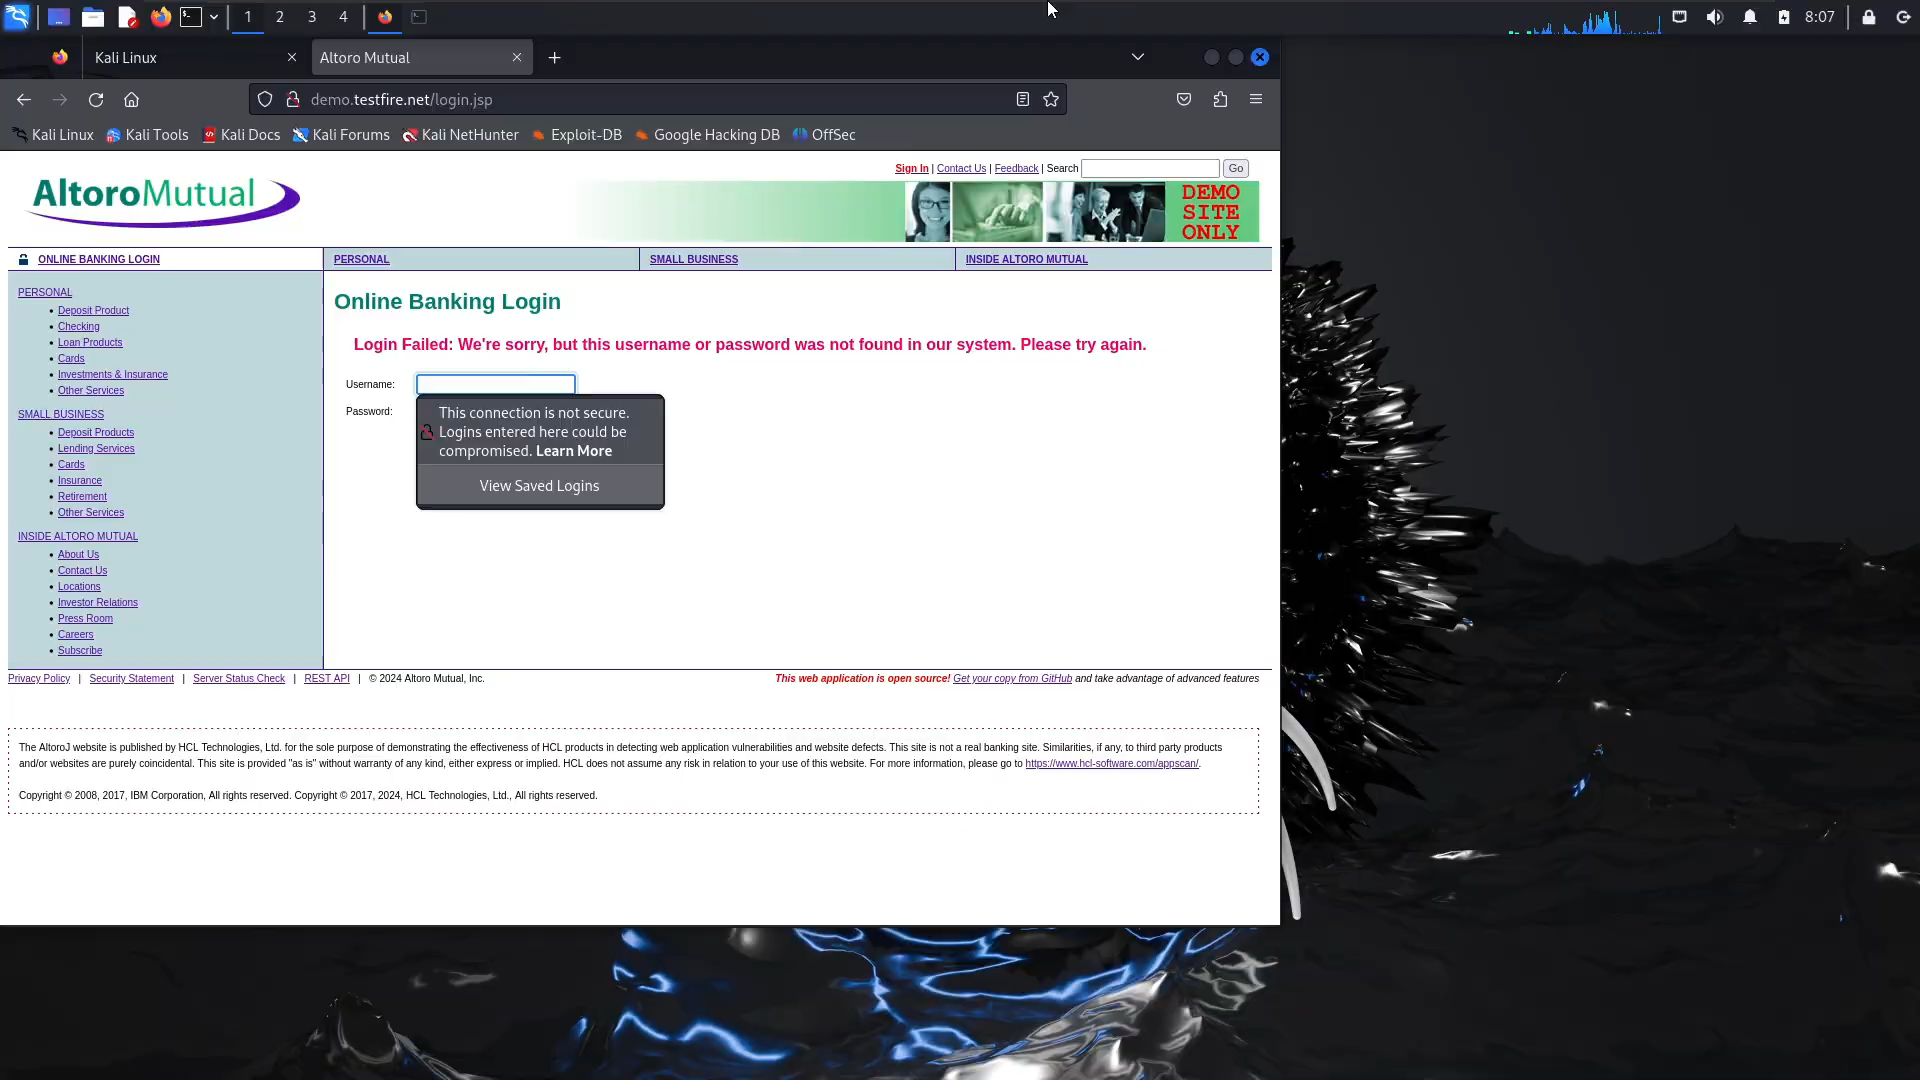 1 2 3 4 8:07
Kali Linux Altoro Mutual
demo.testfire.net/login.jsp
Kali Linux Kali Tools Kali Docs Kali Forums Kali NetHunter Exploit-DB Google Hacking DB OffSec
Sign In | Contact Us | Feedback | Search Go
AltoroMutual
DEMO
SITE
ONLY
ONLINE BANKING LOGIN PERSONAL SMALL BUSINESS INSIDE ALTORO MUTUAL
PERSONAL
Deposit Product
Checking
Loan Products
Cards
Investments & Insurance
Other Services
SMALL BUSINESS
Deposit Products
Lending Services
Cards
Insurance
Retirement
Other Services
INSIDE ALTORO MUTUAL
About Us
Contact Us
Locations
Investor Relations
Press Room
Careers
Subscribe
Online Banking Login
Login Failed: We're sorry, but this username or password was not found in our system. Please try again.
Username:
Password:
This connection is not secure.
Logins entered here could be
compromised. Learn More
View Saved Logins
Privacy Policy | Security Statement | Server Status Check | REST API | © 2024 Altoro Mutual, Inc.
This web application is open source! Get your copy from GitHub and take advantage of advanced features
The AltoroJ website is published by HCL Technologies, Ltd. for the sole purpose of demonstrating the effectiveness of HCL products in detecting web application vulnerabilities and website defects. This site is not a real banking site. Similarities, if any, to third party products
and/or websites are purely coincidental. This site is provided "as is" without warranty of any kind, either express or implied. HCL does not assume any risk in relation to your use of this website. For more information, please go to https://www.hcl-software.com/appscan/.
Copyright © 2008, 2017, IBM Corporation, All rights reserved. Copyright © 2017, 2024, HCL Technologies, Ltd., All rights reserved.